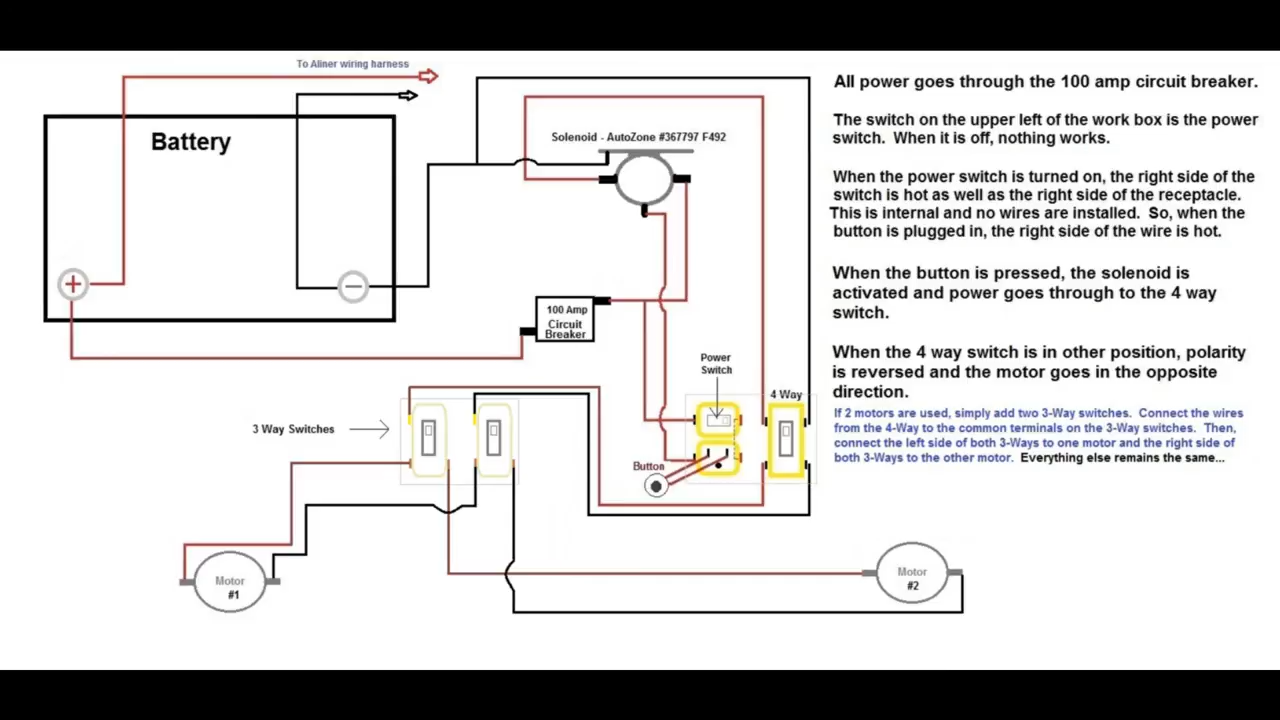 To Aliner wiring harness
Battery
+
−
Solenoid - AutoZone #367797 F492
100 Amp
Circuit
Breaker
Power
Switch
4 Way
3 Way Switches
Button
Motor
#1
Motor
#2
All power goes through the 100 amp circuit breaker.
The switch on the upper left of the work box is the power
switch. When it is off, nothing works.
When the power switch is turned on, the right side of the
switch is hot as well as the right side of the receptacle.
This is internal and no wires are installed. So, when the
button is plugged in, the right side of the wire is hot.
When the button is pressed, the solenoid is
activated and power goes through to the 4 way
switch.
When the 4 way switch is in other position, polarity
is reversed and the motor goes in the opposite
direction.
If 2 motors are used, simply add two 3-Way switches. Connect the wires
from the 4-Way to the common terminals on the 3-Way switches. Then,
connect the left side of both 3-Ways to one motor and the right side of
both 3-Ways to the other motor. Everything else remains the same...